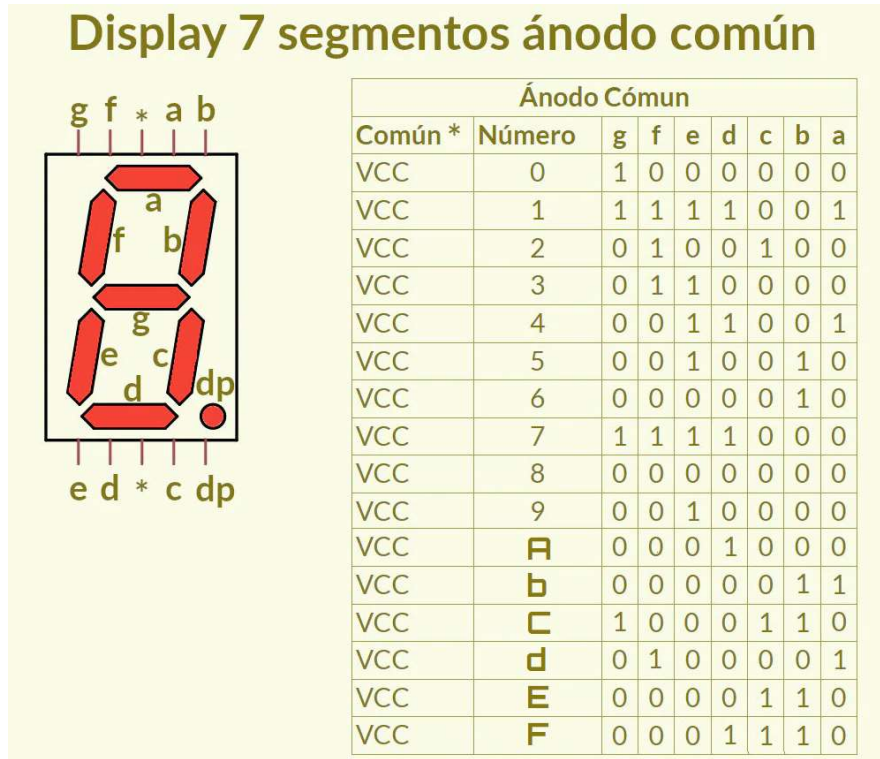 Display 7 segmentos ánodo común
g f * a b
a
f b
g
e c
d dp
e d * c dp
Ánodo Cómun
Común * Número g f e d c b a
VCC 0 1 0 0 0 0 0 0
VCC 1 1 1 1 1 0 0 1
VCC 2 0 1 0 0 1 0 0
VCC 3 0 1 1 0 0 0 0
VCC 4 0 0 1 1 0 0 1
VCC 5 0 0 1 0 0 1 0
VCC 6 0 0 0 0 0 1 0
VCC 7 1 1 1 1 0 0 0
VCC 8 0 0 0 0 0 0 0
VCC 9 0 0 1 0 0 0 0
VCC A 0 0 0 1 0 0 0
VCC b 0 0 0 0 0 1 1
VCC C 1 0 0 0 1 1 0
VCC d 0 1 0 0 0 0 1
VCC E 0 0 0 0 1 1 0
VCC F 0 0 0 1 1 1 0